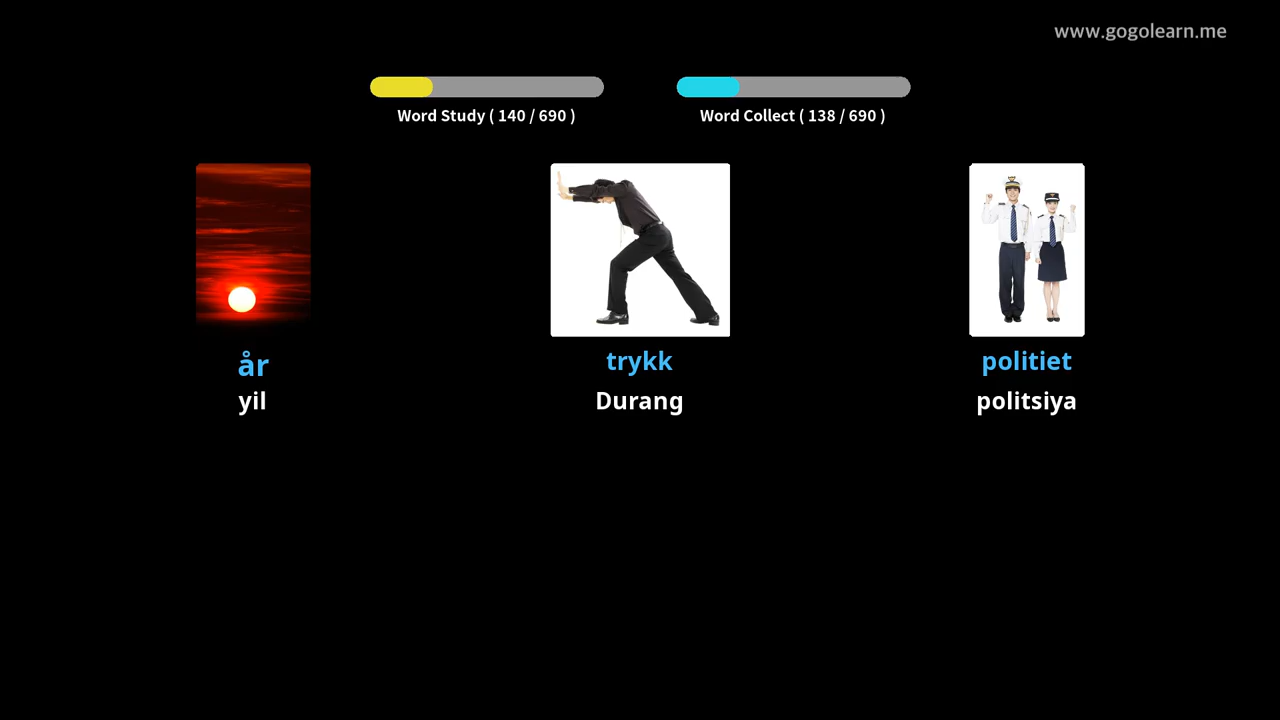 www.gogolearn.me
Word Study ( 140 / 690 )
Word Collect ( 138 / 690 )
år
yil
trykk
Durang
politiet
politsiya